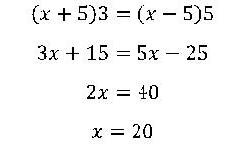 (x + 5)3 = (x − 5)5
3x + 15 = 5x − 25
2x = 40
x = 20